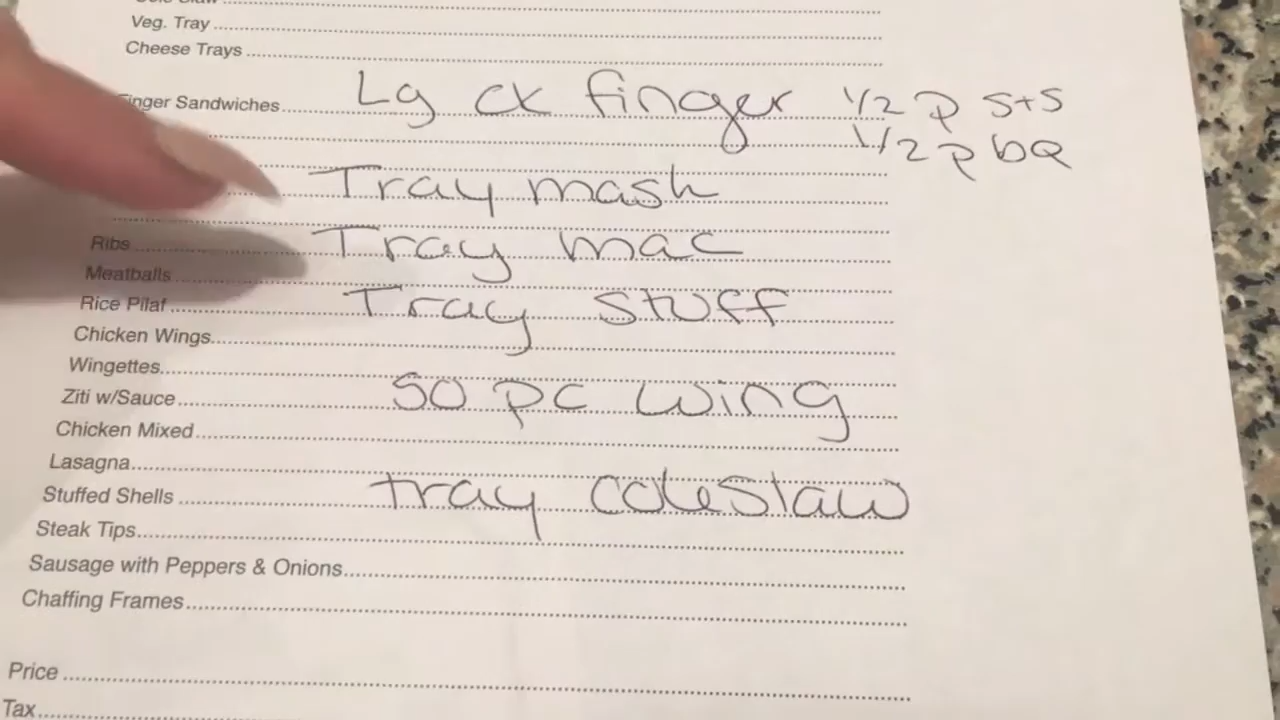 Cole Slaw
Veg. Tray
Cheese Trays
Finger Sandwiches Lg ck finger 1/2 p S+S
1/2 p bQ
Tray mash
Ribs Tray mac
Meatballs
Rice Pilaf Tray Stuff
Chicken Wings
Wingettes
Ziti w/Sauce 50 pc wing
Chicken Mixed
Lasagna
Stuffed Shells tray coleslaw
Steak Tips
Sausage with Peppers & Onions
Chaffing Frames
Price
Tax